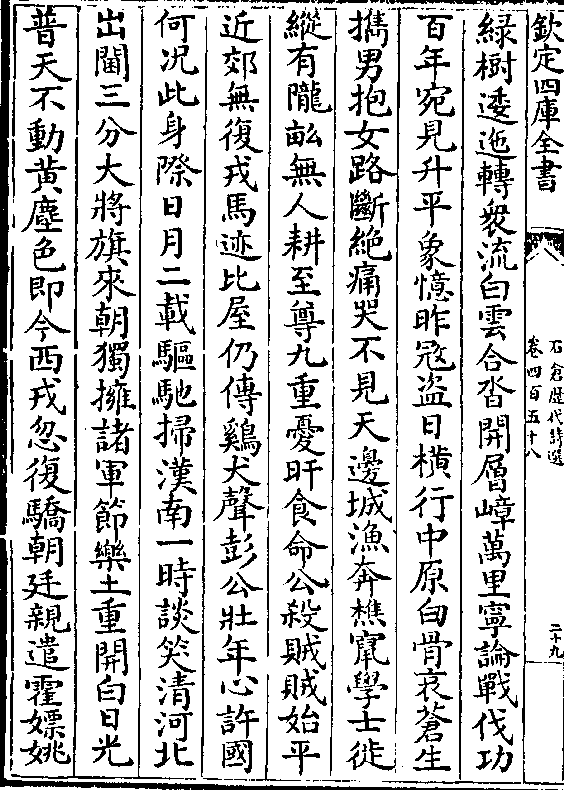 欽定四庫全書
石倉歷代詩選
卷四百五十八
二十九
緑樹逶迤轉衆流白雲合沓開層嶂萬里寧論戰伐功
百年宛見升平象憶昨冦盗日横行中原白骨哀蒼生
擕男抱女路斷絶痛哭不見天邊城漁奔樵竄學士徙
縱有隴畝無人耕至尊九重憂旰食命公殺賊賊始平
近郊無復戎馬迹比屋仍傳鷄犬聲彭公壯年心許國
何况此身際日月二載驅馳掃漢南一時談笑清河北
出閫三分大將旗來朝獨擁諸軍節樂土重開白日光
普天不動黄塵色即今西戎忽復驕朝廷親遣霍嫖姚